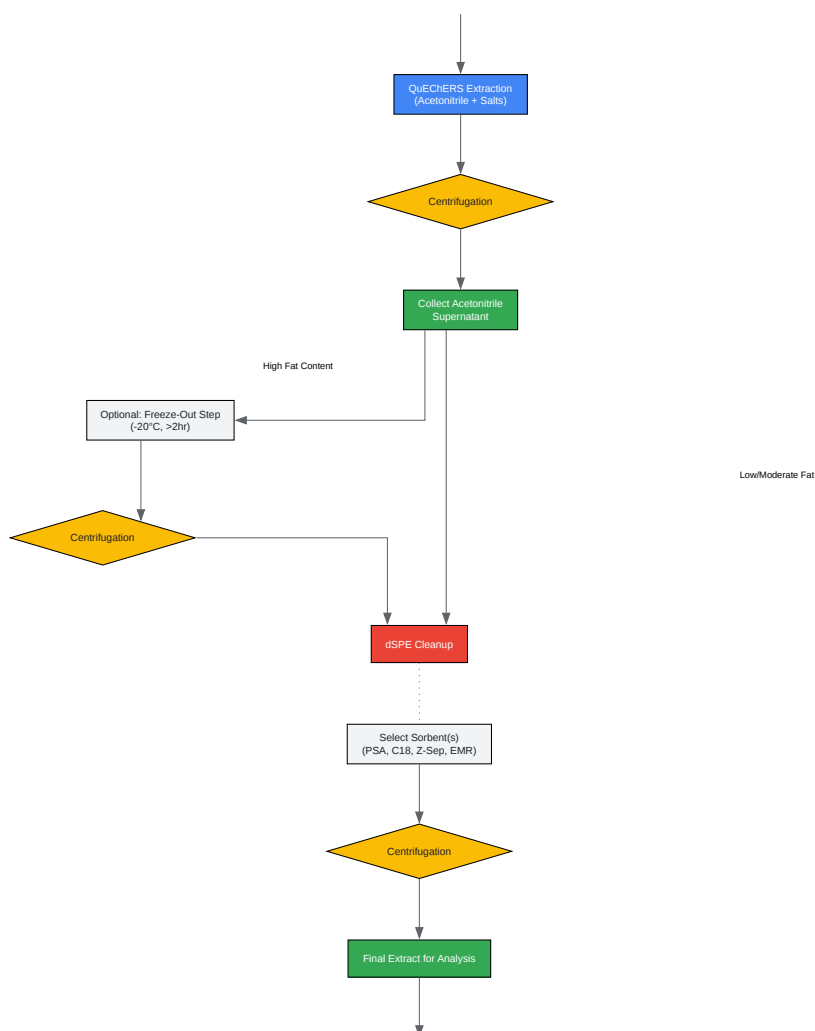 QuEChERS Extraction
(Acetonitrile + Salts)
Centrifugation
Collect Acetonitrile
Supernatant
High Fat Content
Optional: Freeze-Out Step
(-20°C, >2hr)
Low/Moderate Fat
Centrifugation
dSPE Cleanup
Select Sorbent(s)
(PSA, C18, Z-Sep, EMR)
Centrifugation
Final Extract for Analysis